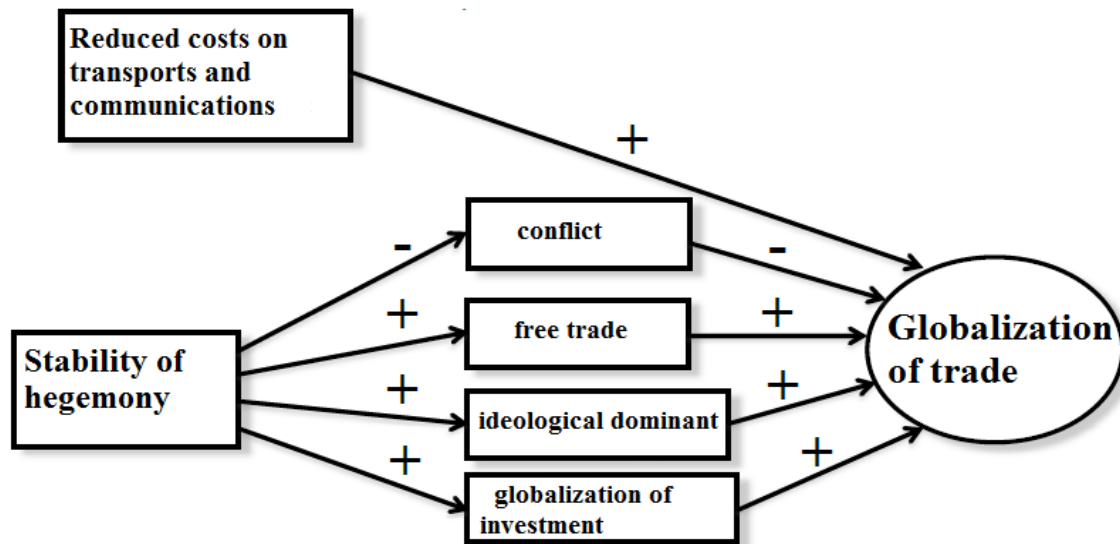 Reduced costs on
transports and
communications
+
conflict
-
-
free trade
+
+
Globalization
of trade
Stability of
hegemony
ideological dominant
+
+
globalization of
investment
+
+